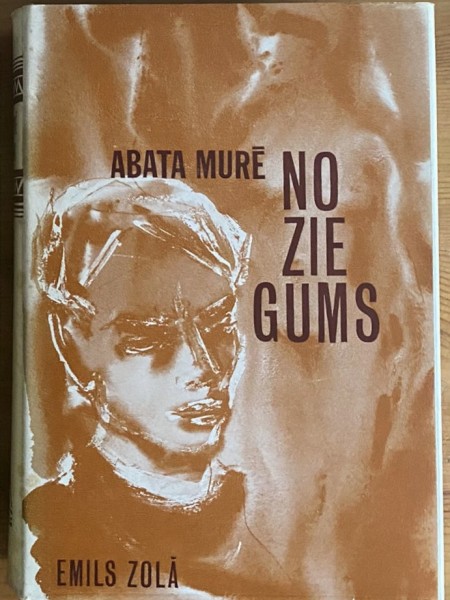 ABATA MURĒ
NO
ZIE
GUMS
EMILS ZOLĀ